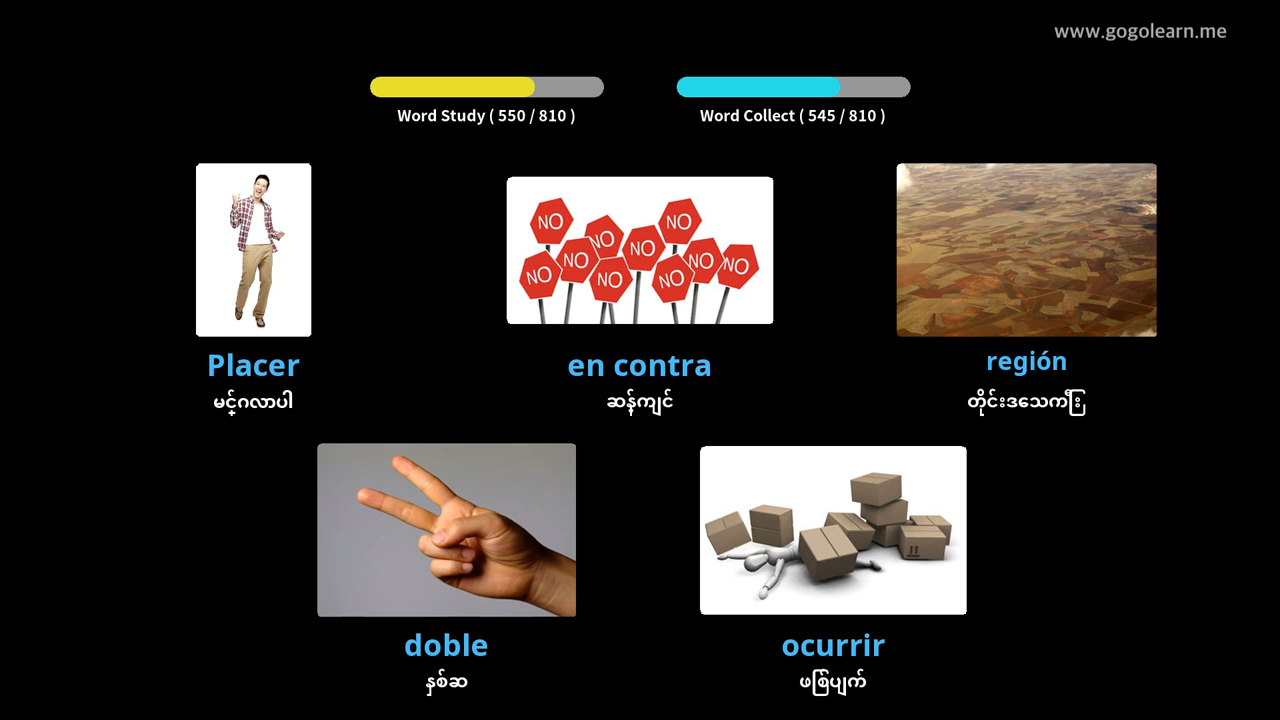 www.gogolearn.me
Word Study ( 550 / 810 )
Word Collect ( 545 / 810 )
NO
NO
NO
NO
NO
NO
NO
NO
NO
NO
Placer
en contra
región
မင်္ဂလာပါ
ဆန့်ကျင်
တိုင်းဒေသကြီး
doble
ocurrir
နှစ်ဆ
ဖြစ်ပျက်